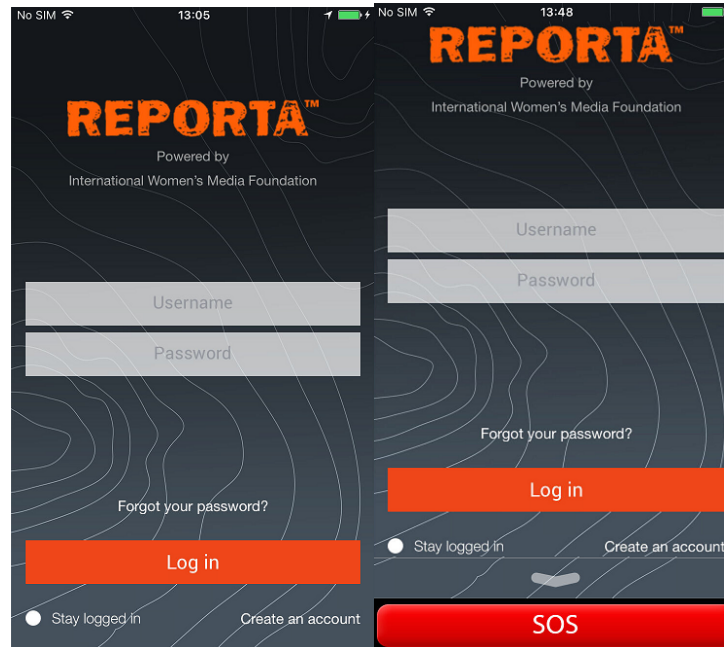 No SIM 13:05
REPORTA™
Powered by
International Women's Media Foundation
Username
Password
Forgot your password?
Log in
Stay logged in Create an account
No SIM 13:48
REPORTA™
Powered by
International Women's Media Foundation
Username
Password
Forgot your password?
Log in
Stay logged in Create an account
SOS